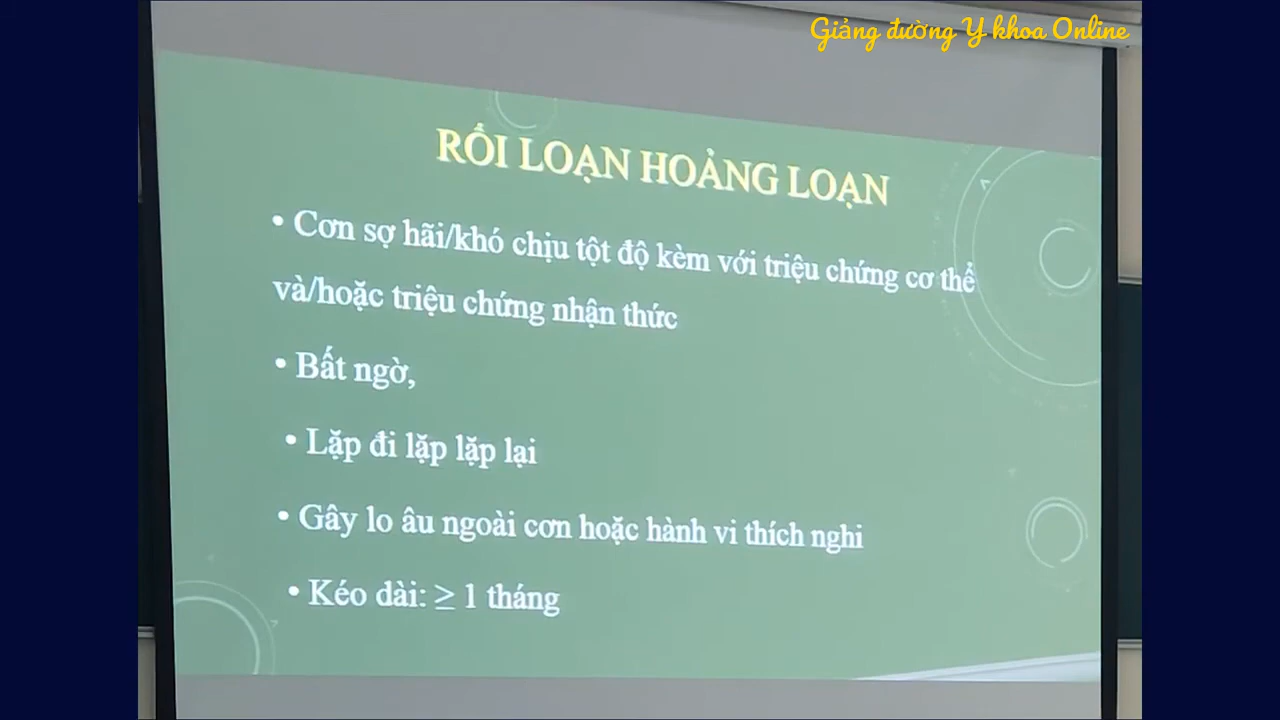 Giảng đường Y khoa Online
RỐI LOẠN HOẢNG LOẠN
• Cơn sợ hãi/khó chịu tột độ kèm với triệu chứng cơ thể
và/hoặc triệu chứng nhận thức
• Bất ngờ,
• Lặp đi lặp lặp lại
• Gây lo âu ngoài cơn hoặc hành vi thích nghi
• Kéo dài: ≥ 1 tháng